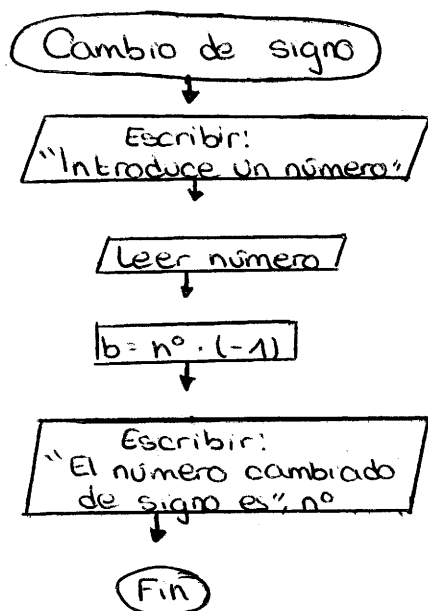 Cambio de signo
Escribir:
"Introduce un número"
Leer número
b = nº · (-1)
Escribir:
"El número cambiado
de signo es", nº
Fin